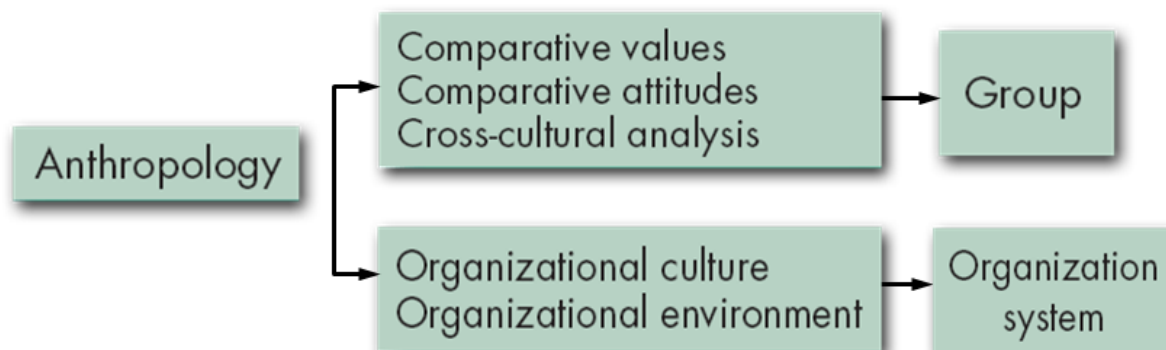 Anthropology
Comparative values
Comparative attitudes
Cross-cultural analysis
Group
Organizational culture
Organizational environment
Organization
system